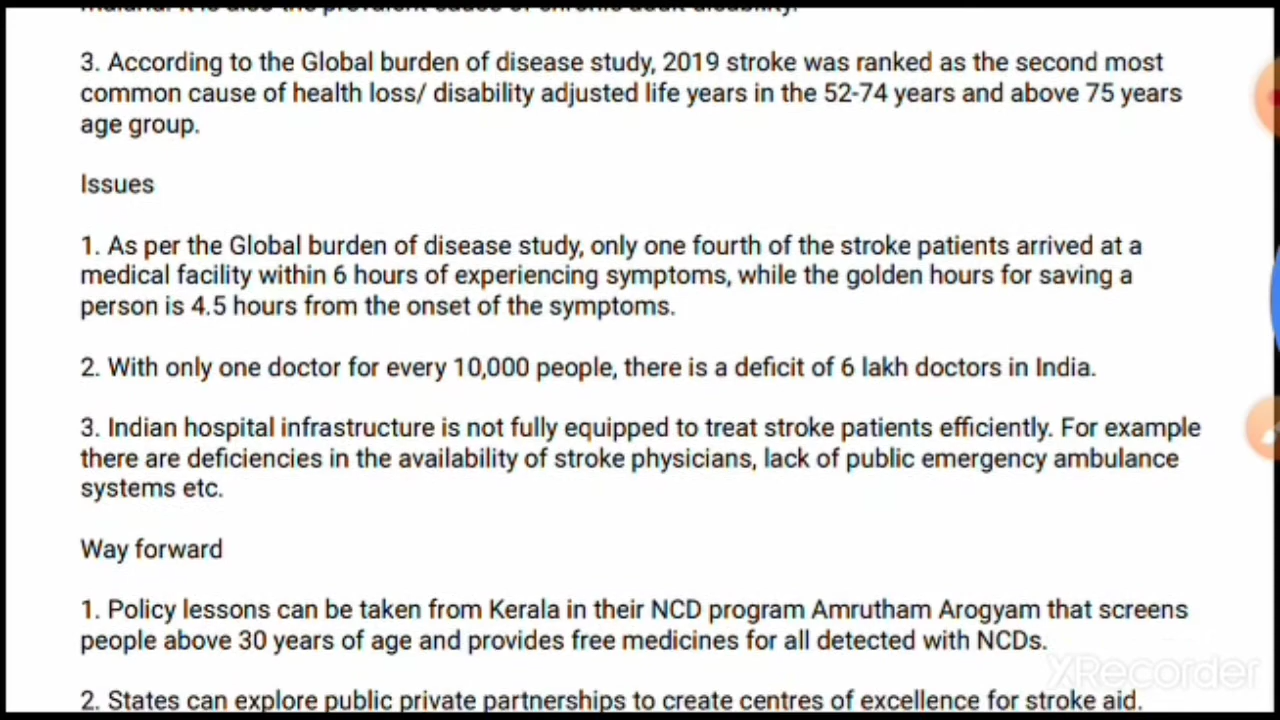 3. According to the Global burden of disease study, 2019 stroke was ranked as the second most
common cause of health loss/ disability adjusted life years in the 52-74 years and above 75 years
age group.
Issues
1. As per the Global burden of disease study, only one fourth of the stroke patients arrived at a
medical facility within 6 hours of experiencing symptoms, while the golden hours for saving a
person is 4.5 hours from the onset of the symptoms.
2. With only one doctor for every 10,000 people, there is a deficit of 6 lakh doctors in India.
3. Indian hospital infrastructure is not fully equipped to treat stroke patients efficiently. For example
there are deficiencies in the availability of stroke physicians, lack of public emergency ambulance
systems etc.
Way forward
1. Policy lessons can be taken from Kerala in their NCD program Amrutham Arogyam that screens
people above 30 years of age and provides free medicines for all detected with NCDs.
XRecorder
2. States can explore public private partnerships to create centres of excellence for stroke aid.